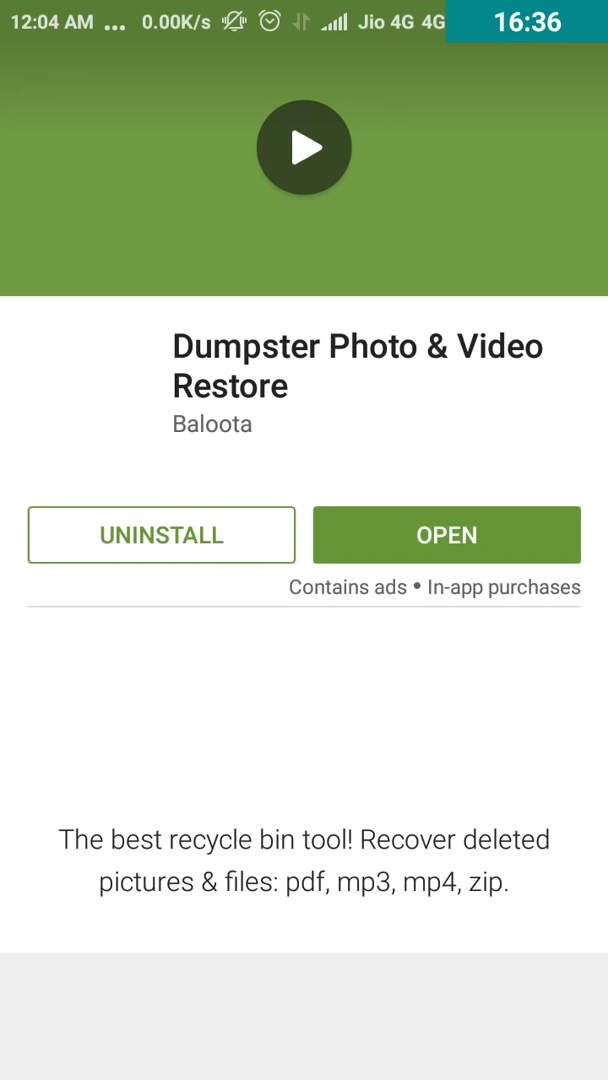 12:04 AM ... 0.00K/s Jio 4G 4G 16:36
Dumpster Photo & Video
Restore
Baloota
UNINSTALL OPEN
Contains ads • In-app purchases
The best recycle bin tool! Recover deleted
pictures & files: pdf, mp3, mp4, zip.